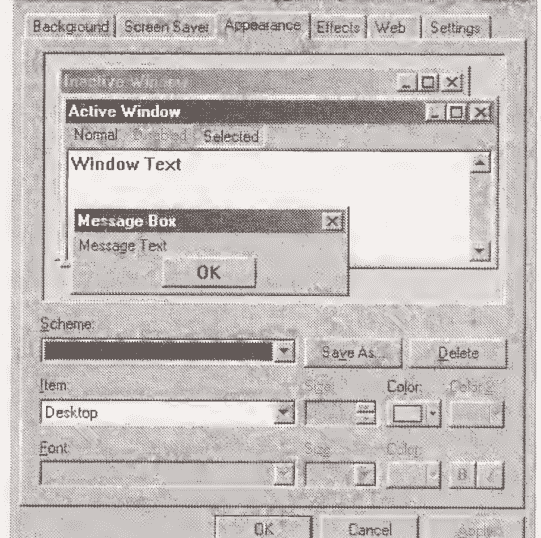 Background Screen Saver Appearance Effects Web Settings
Inactive Window
Active Window
Normal Disabled Selected
Window Text
Message Box
Message Text
OK
Scheme:
Save As... Delete
Item: Size: Color: Color 2:
Desktop
Font: Size: Color:
B /
OK Cancel Apply